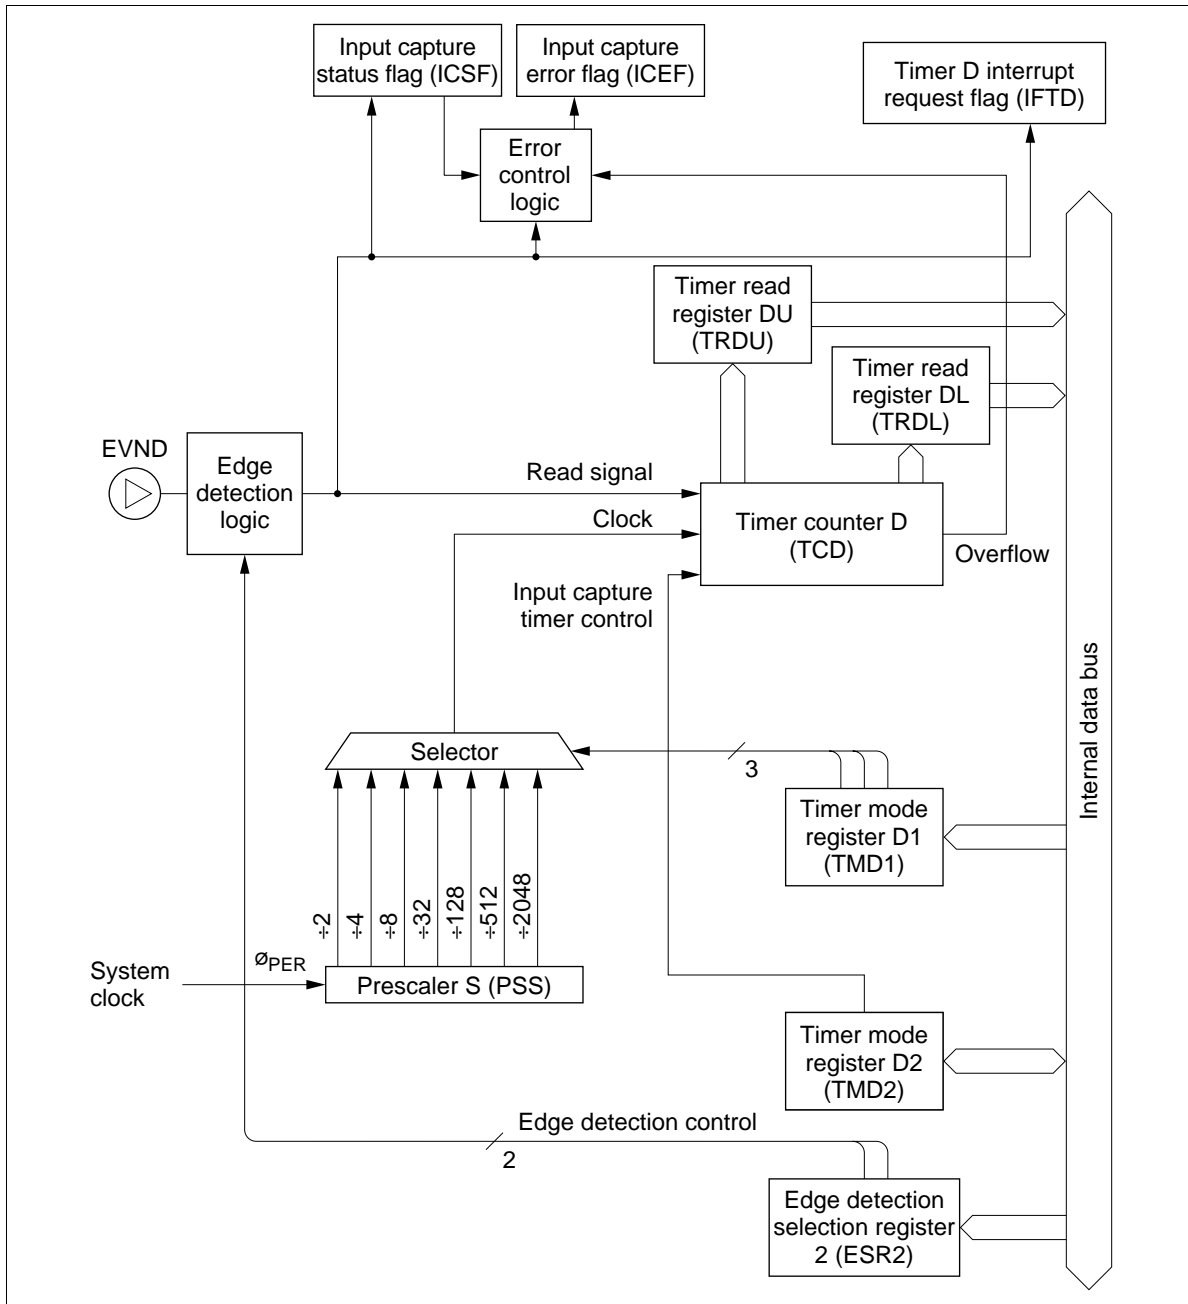 Input capture
status flag (ICSF)
Input capture
error flag (ICEF)
Timer D interrupt
request flag (IFTD)
Error
control
logic
Timer read
register DU
(TRDU)
Timer read
register DL
(TRDL)
EVND
Edge
detection
logic
Read signal
Clock
Timer counter D
(TCD)
Overflow
Input capture
timer control
Internal data bus
Selector
3
Timer mode
register D1
(TMD1)
÷2
÷4
÷8
÷32
÷128
÷512
÷2048
System
clock
øPER
Prescaler S (PSS)
Timer mode
register D2
(TMD2)
Edge detection control
2
Edge detection
selection register
2 (ESR2)